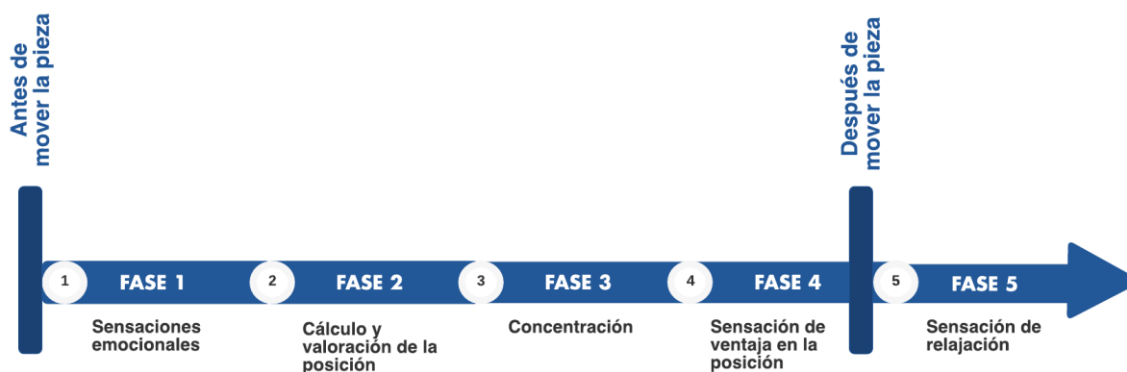 Antes de
mover la pieza
Después de
mover la pieza
1
FASE 1
2
FASE 2
3
FASE 3
4
FASE 4
5
FASE 5
Sensaciones
emocionales
Cálculo y
valoración de la
posición
Concentración
Sensación de
ventaja en la
posición
Sensación de
relajación